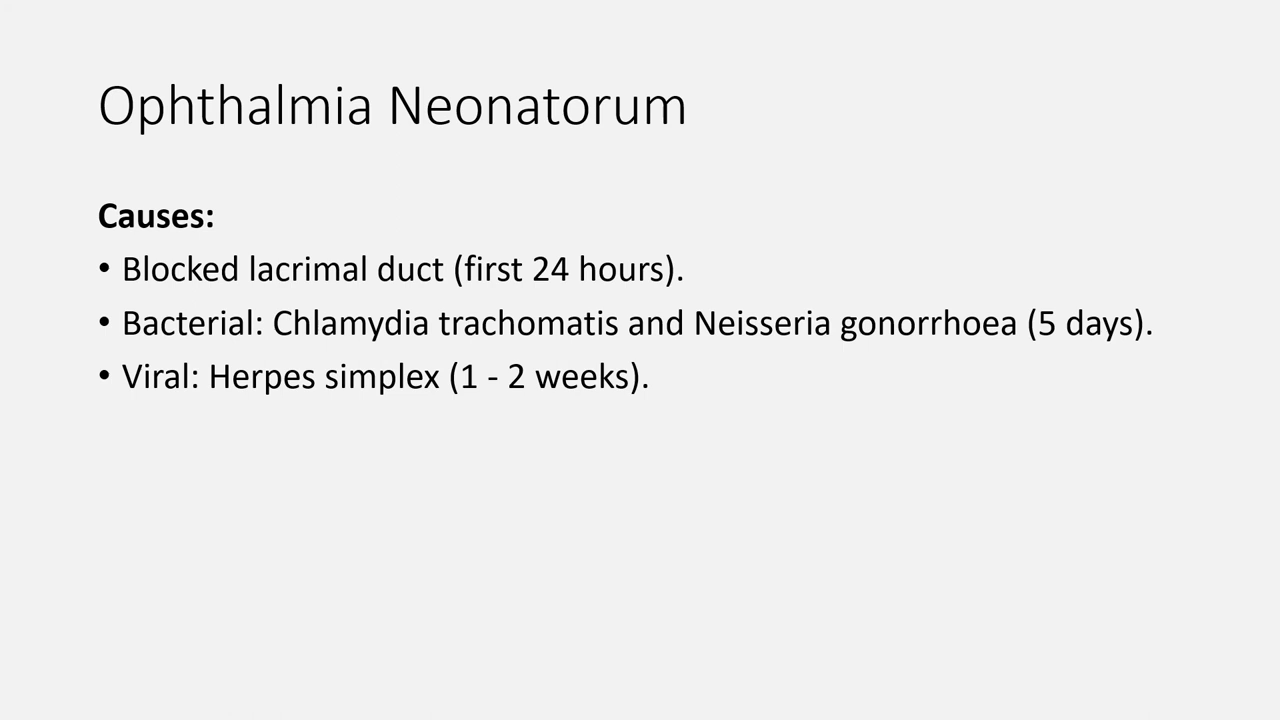 Ophthalmia Neonatorum
Causes:
• Blocked lacrimal duct (first 24 hours).
• Bacterial: Chlamydia trachomatis and Neisseria gonorrhoea (5 days).
• Viral: Herpes simplex (1 - 2 weeks).